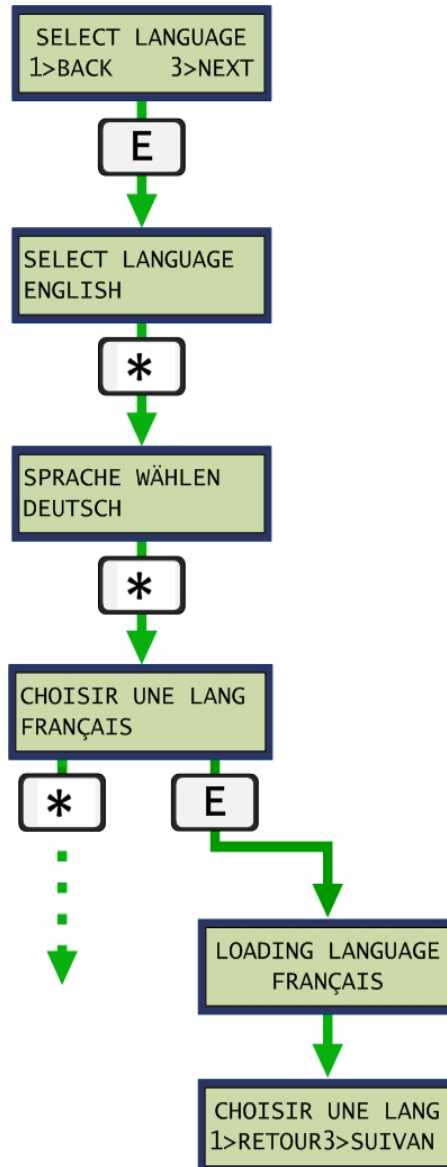 SELECT LANGUAGE
1>BACK 3>NEXT
E
SELECT LANGUAGE
ENGLISH
*
SPRACHE WÄHLEN
DEUTSCH
*
CHOISIR UNE LANG
FRANÇAIS
* E
LOADING LANGUAGE
FRANÇAIS
CHOISIR UNE LANG
1>RETOUR3>SUIVAN